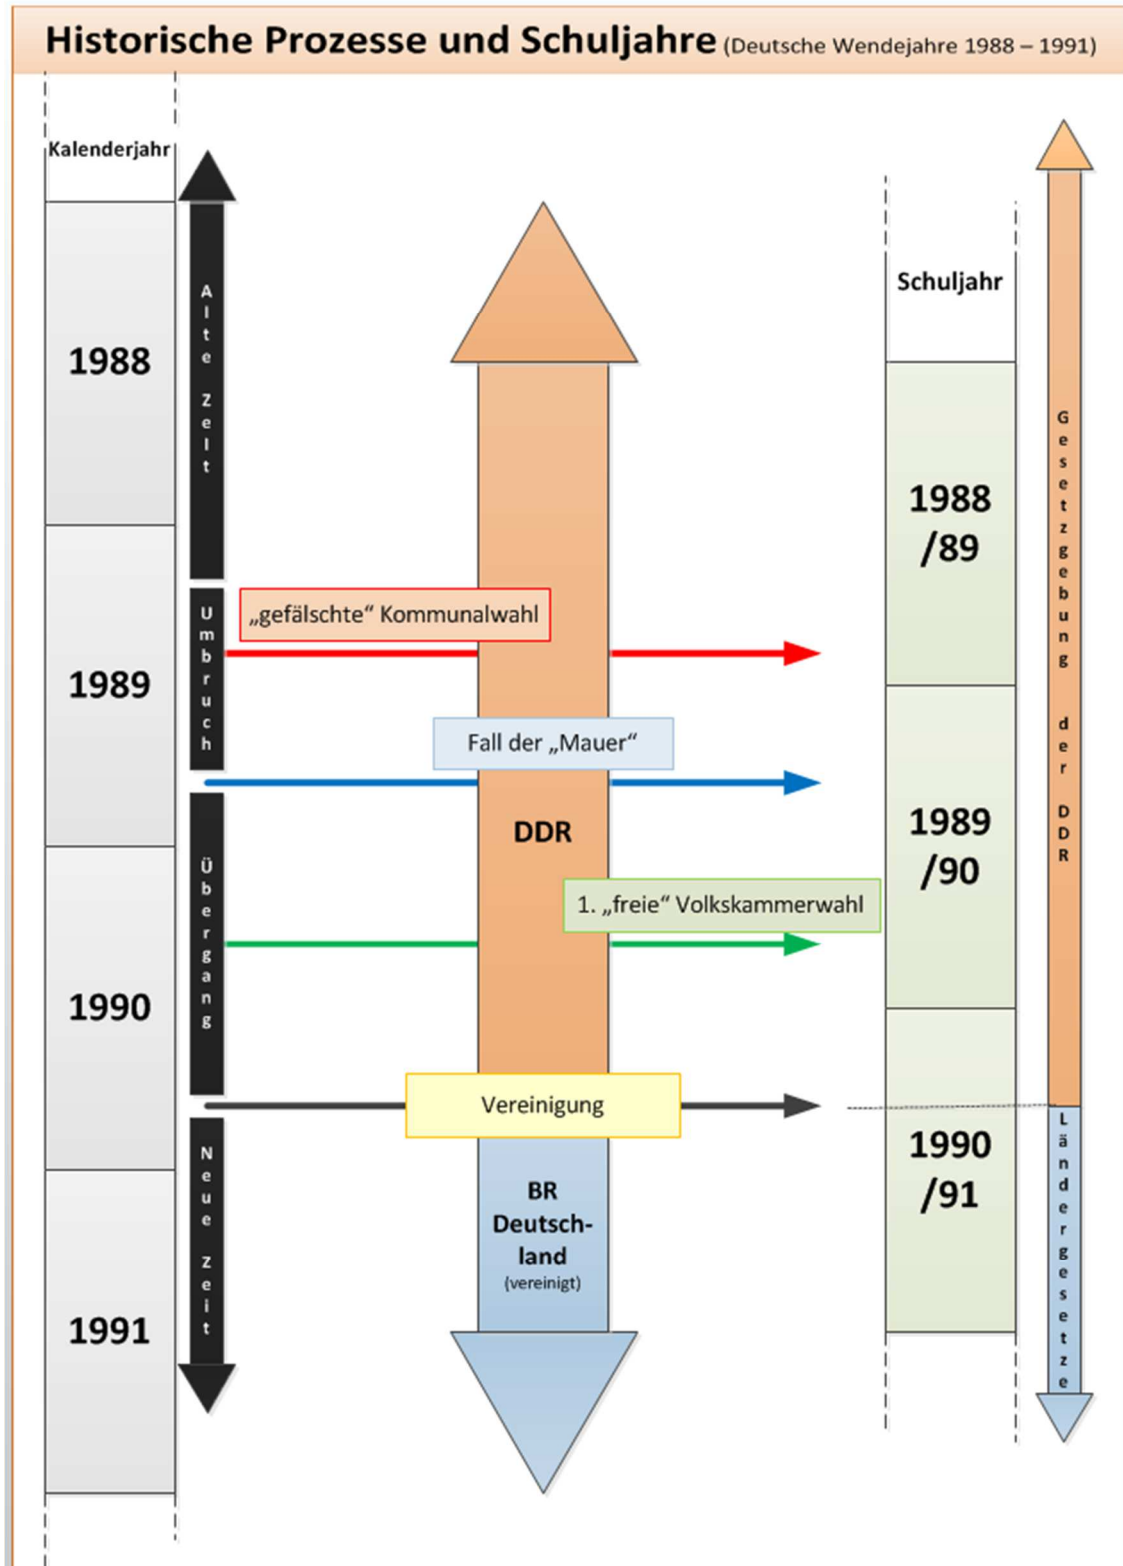 Historische Prozesse und Schuljahre (Deutsche Wendejahre 1988 – 1991)
Kalenderjahr
1988
1989
1990
1991
Alte Zeit
Umbruch
Übergang
Neue Zeit
„gefälschte“ Kommunalwahl
Fall der „Mauer“
DDR
1. „freie“ Volkskammerwahl
Vereinigung
BR
Deutsch-
land
(vereinigt)
Schuljahr
1988
/89
1989
/90
1990
/91
Gesetzgebung der DDR
Ländergesetze